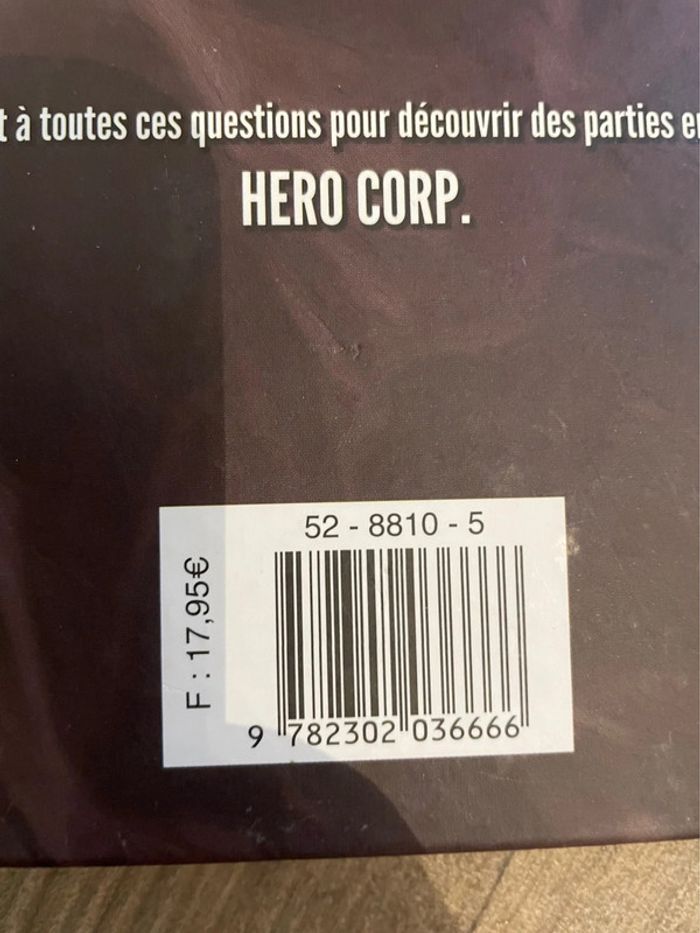 à toutes ces questions pour découvrir des parties
HERO CORP.
52 - 8810 - 5
F : 17,95€
9 782302 036666